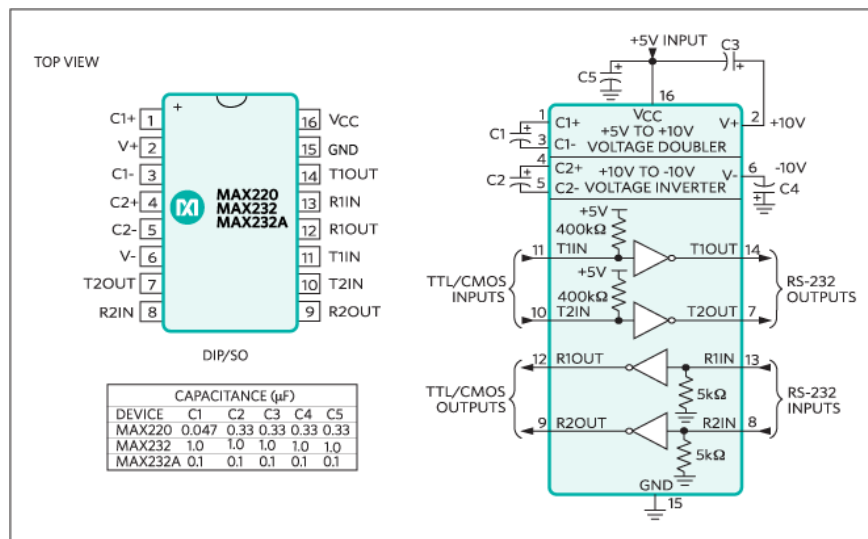 TOP VIEW
+
C1+ 1
V+ 2
C1- 3
C2+ 4
C2- 5
V- 6
T2OUT 7
R2IN 8
16 VCC
15 GND
14 T1OUT
13 R1IN
12 R1OUT
11 T1IN
10 T2IN
9 R2OUT
MAX220
MAX232
MAX232A
DIP/SO
CAPACITANCE (μF)
DEVICE C1 C2 C3 C4 C5
MAX220 0.047 0.33 0.33 0.33 0.33
MAX232 1.0 1.0 1.0 1.0 1.0
MAX232A 0.1 0.1 0.1 0.1 0.1
+5V INPUT
C3
+
C5
+
16
VCC
1
C1+
C1
+
3
C1-
+5V TO +10V
VOLTAGE DOUBLER
V+
2
+10V
4
C2+
C2
+
5
C2-
+10V TO -10V
VOLTAGE INVERTER
V-
6
-10V
C4
+
+5V
400kΩ
11 T1IN
T1OUT 14
+5V
400kΩ
10 T2IN
T2OUT 7
TTL/CMOS
INPUTS
RS-232
OUTPUTS
12 R1OUT
R1IN 13
5kΩ
9 R2OUT
R2IN 8
5kΩ
TTL/CMOS
OUTPUTS
RS-232
INPUTS
GND
15